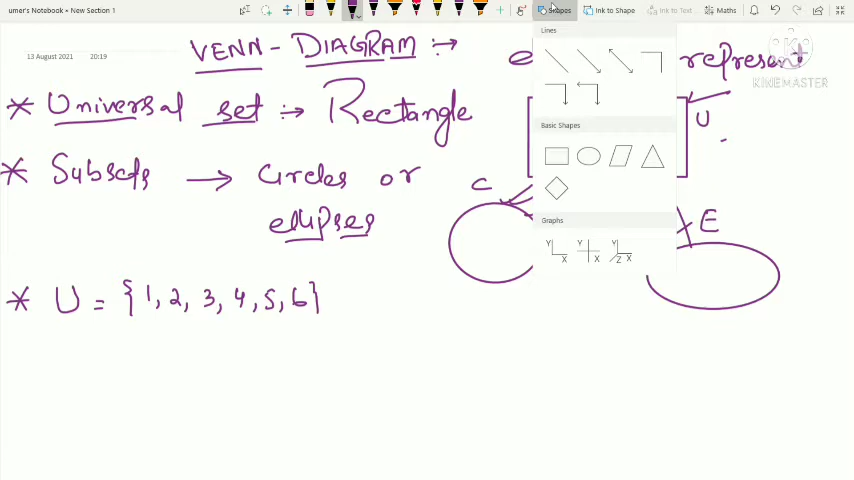 umer's Notebook » New Section 1
Shapes
Ink to Shape
Ink to Text
Maths
13 August 2021 20:19
VENN - DIAGRAM :→
represent
KINEMASTER
* Universal set :→ Rectangle
U
* Subsets → Circles or
ellipses
C
E
* U = {1, 2, 3, 4, 5, 6}
Lines
Basic Shapes
Graphs
Y X
Y X
Y Z X